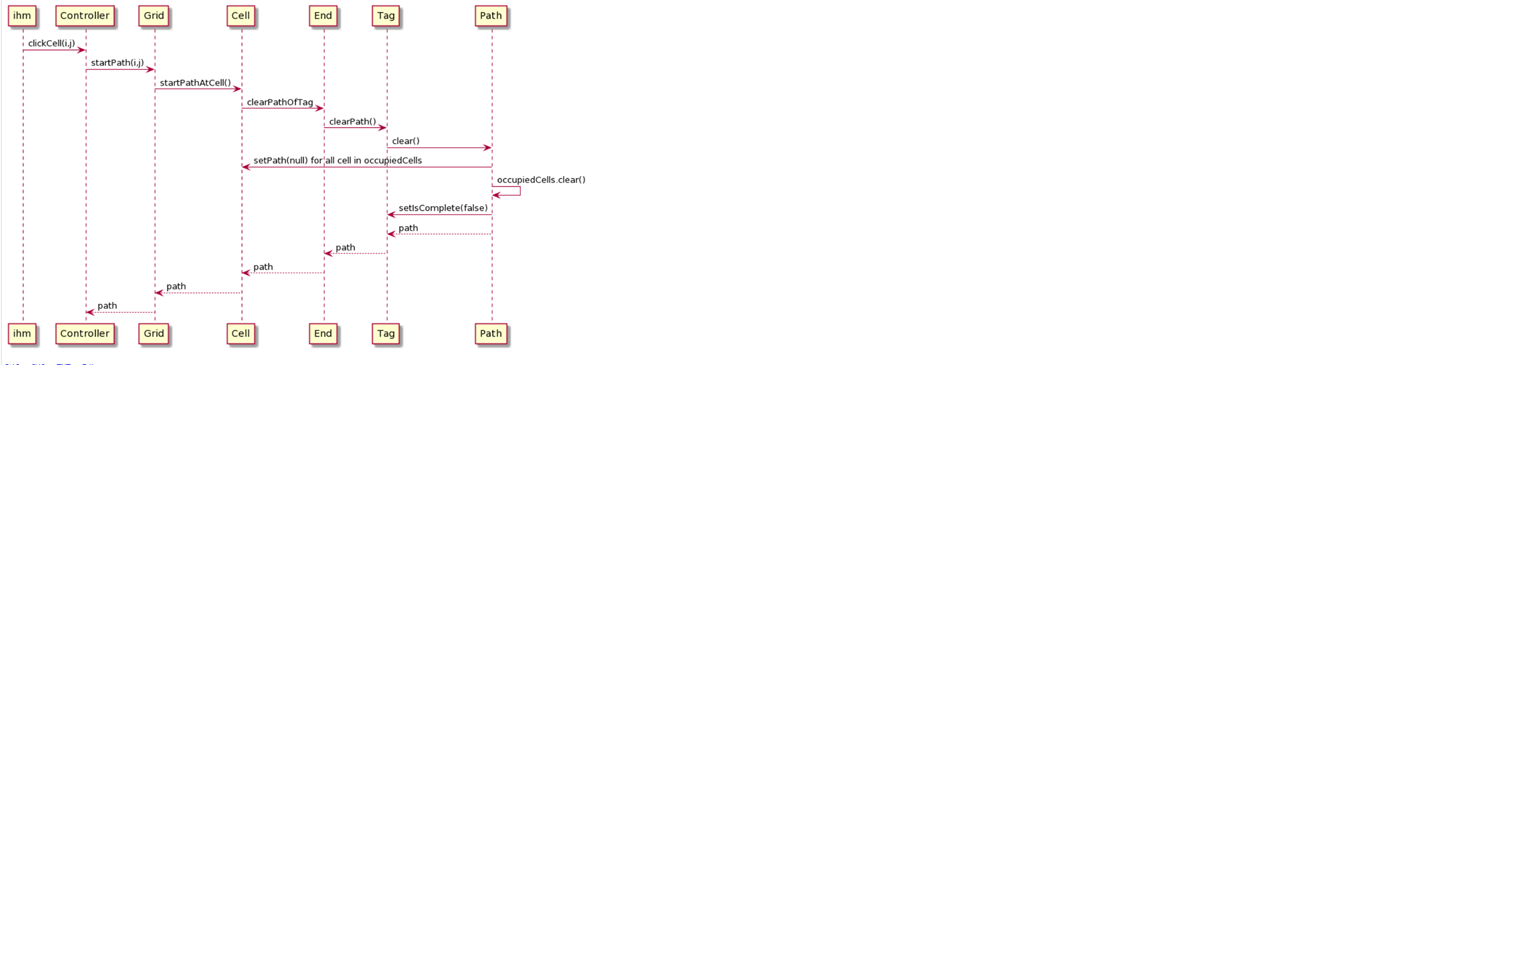 ihm Controller Grid Cell End Tag Path
clickCell(i,j)
startPath(i,j)
startPathAtCell()
clearPathOfTag
clearPath()
clear()
setPath(null) for all cell in occupiedCells
occupiedCells.clear()
setIsComplete(false)
path
path
path
path
path
ihm Controller Grid Cell End Tag Path